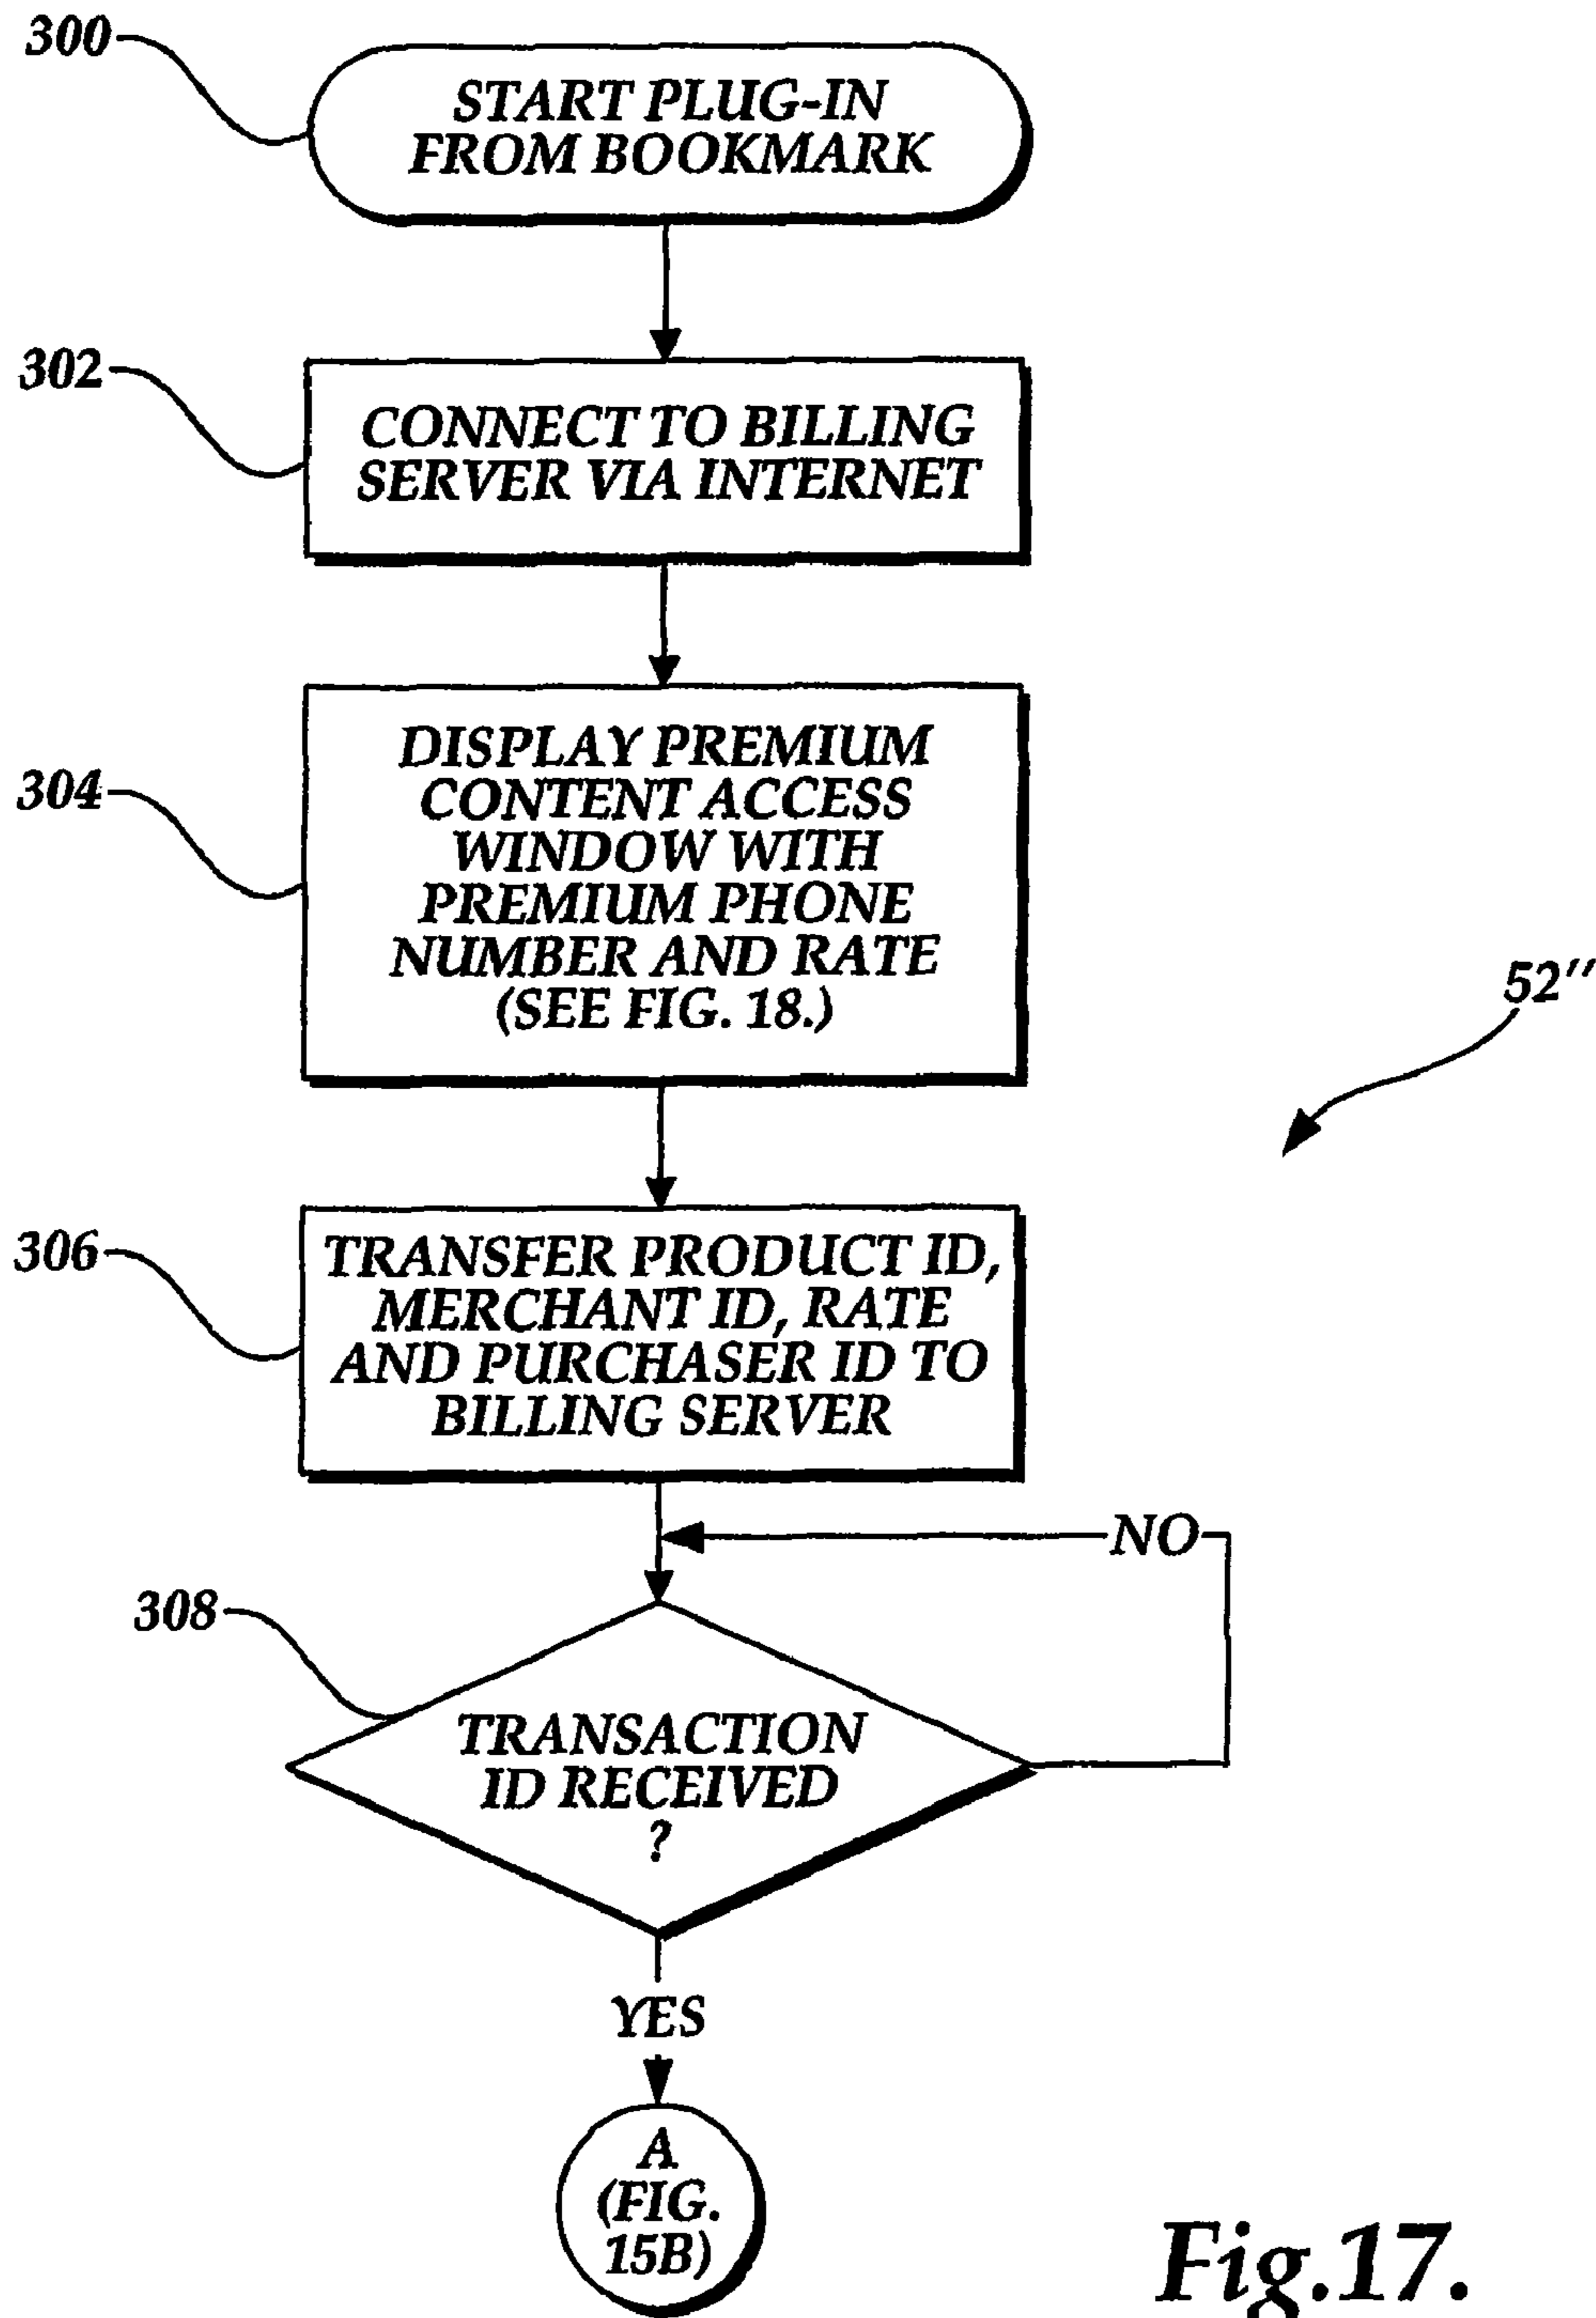 300
START PLUG-IN
FROM BOOKMARK
302
CONNECT TO BILLING
SERVER VIA INTERNET
304
DISPLAY PREMIUM
CONTENT ACCESS
WINDOW WITH
PREMIUM PHONE
NUMBER AND RATE
(SEE FIG. 18.)
52''
306
TRANSFER PRODUCT ID,
MERCHANT ID, RATE
AND PURCHASER ID TO
BILLING SERVER
NO
308
TRANSACTION
ID RECEIVED
?
YES
A
(FIG.
15B)
Fig.17.